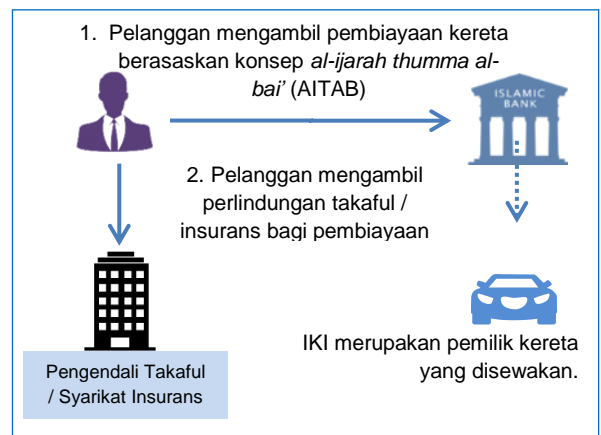 1. Pelanggan mengambil pembiayaan kereta
berasaskan konsep al-ijarah thumma al-
bai’ (AITAB)
ISLAMIC
BANK
2. Pelanggan mengambil
perlindungan takaful /
insurans bagi pembiayaan
IKI merupakan pemilik kereta
yang disewakan.
Pengendali Takaful
/ Syarikat Insurans